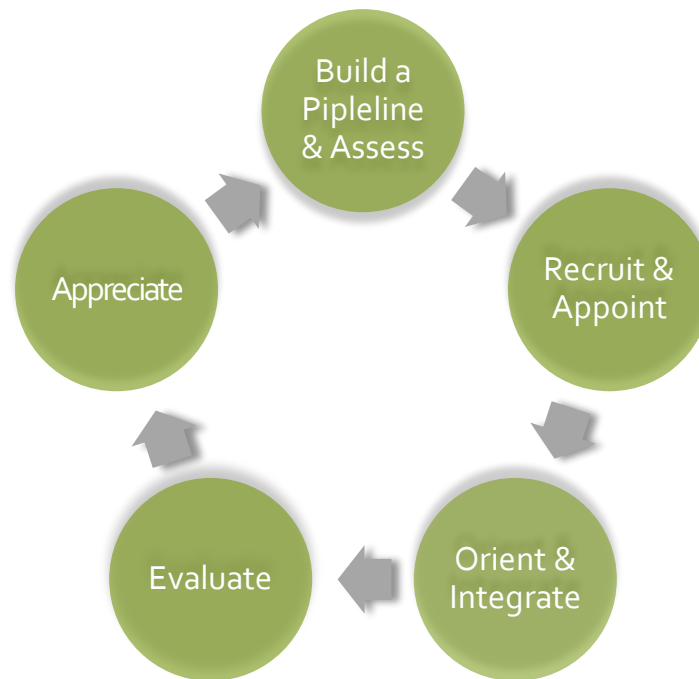 Build a
Pipleline
& Assess
Recruit &
Appoint
Orient &
Integrate
Evaluate
Appreciate